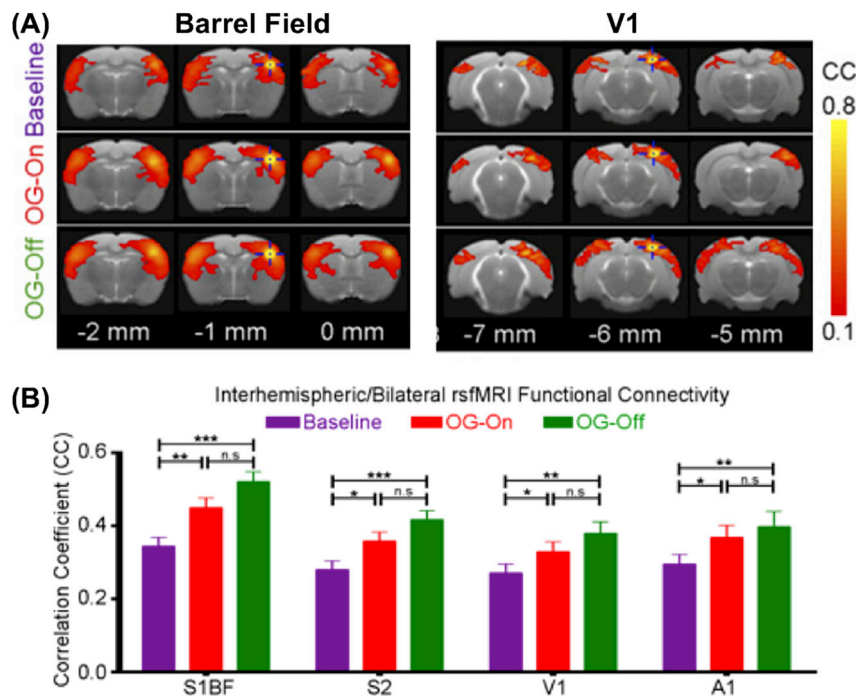 (A)
Barrel Field
V1
Baseline
OG-On
OG-Off
-2 mm
-1 mm
0 mm
-7 mm
-6 mm
-5 mm
CC
0.8
0.1
(B)
Interhemispheric/Bilateral rsfMRI Functional Connectivity
Baseline
OG-On
OG-Off
Correlation Coefficient (CC)
0.6
0.4
0.2
0.0
***
**
n.s
***
*
n.s
**
*
n.s
**
*
n.s
S1BF
S2
V1
A1